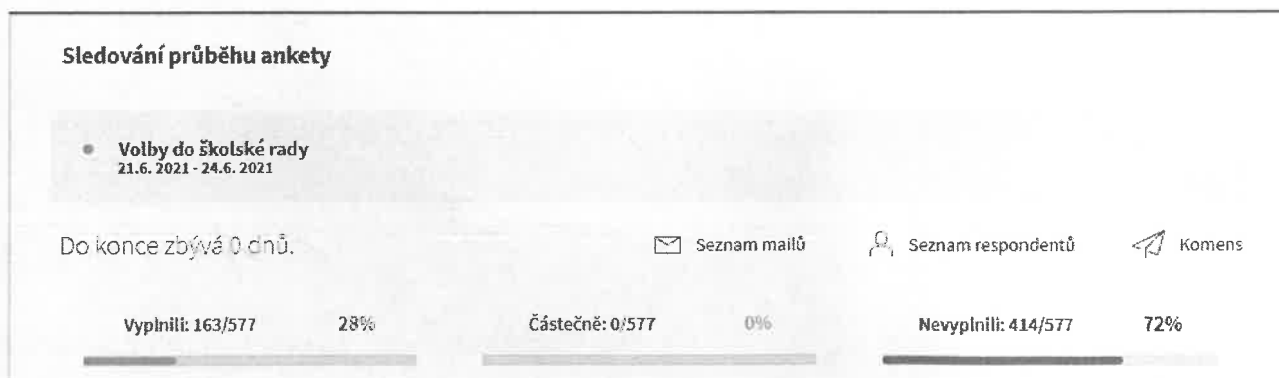 Sledování průběhu ankety
Volby do školské rady
21.6. 2021 - 24.6. 2021
Do konce zbývá 0 dnů.
Seznam mailů
Seznam respondentů
Komens
Vyplnili: 163/577 28%
Částečně: 0/577 0%
Nevyplnili: 414/577 72%